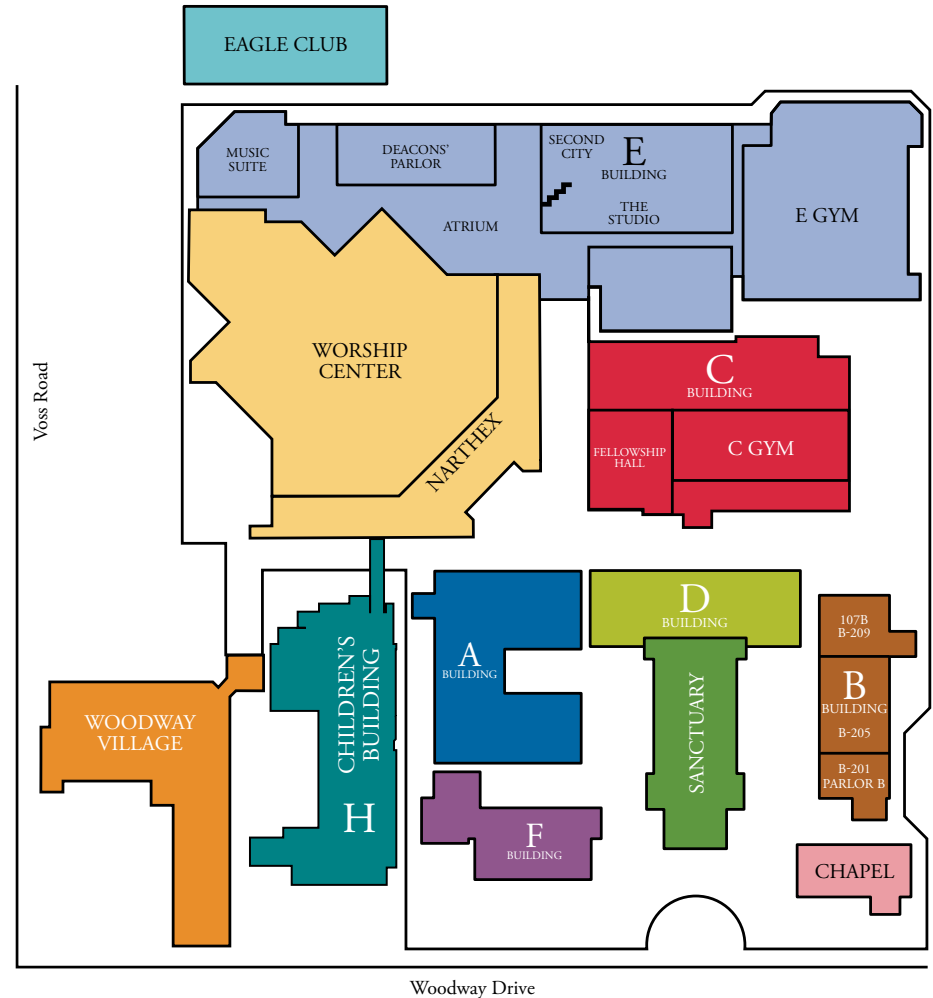 EAGLE CLUB
MUSIC
SUITE
DEACONS'
PARLOR
SECOND
CITY
E
BUILDING
THE
STUDIO
ATRIUM
E GYM
WORSHIP
CENTER
NARTHEX
C
BUILDING
FELLOWSHIP
HALL
C GYM
Voss Road
WOODWAY
VILLAGE
CHILDREN'S
BUILDING
H
A
BUILDING
D
BUILDING
SANCTUARY
107B
B-209
B
BUILDING
B-205
B-201
PARLOR B
F
BUILDING
CHAPEL
Woodway Drive